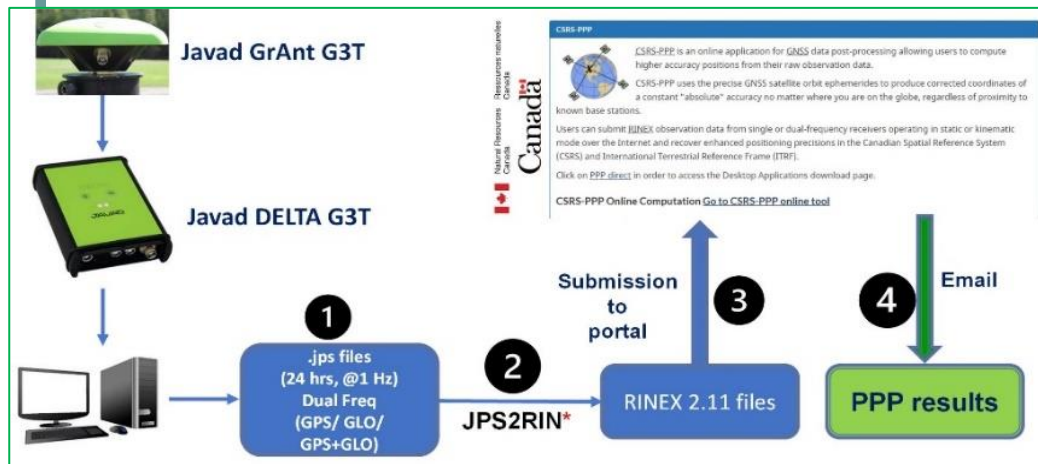 Javad GrAnt G3T
Javad DELTA G3T
JAVAD
Natural Resources Canada
Ressources naturelles Canada
Canada
CSRS-PPP
CSRS-PPP is an online application for GNSS data post-processing allowing users to compute
higher accuracy positions from their raw observation data.
CSRS-PPP uses the precise GNSS satellite orbit ephemerides to produce corrected coordinates
of a constant "absolute" accuracy no matter where you are on the globe, regardless of proximity to
known base stations.
Users can submit RINEX observation data from single or dual-frequency receivers operating in static or kinematic
mode over the Internet and recover enhanced positioning precisions in the Canadian Spatial Reference System
(CSRS) and International Terrestrial Reference Frame (ITRF).
Click on PPP direct in order to access the Desktop Applications download page.
CSRS-PPP Online Computation Go to CSRS-PPP online tool
1
.jps files
(24 hrs, @1 Hz)
Dual Freq
(GPS/ GLO/
GPS+GLO)
2
JPS2RIN*
RINEX 2.11 files
Submission
to
portal
3
4
Email
PPP results